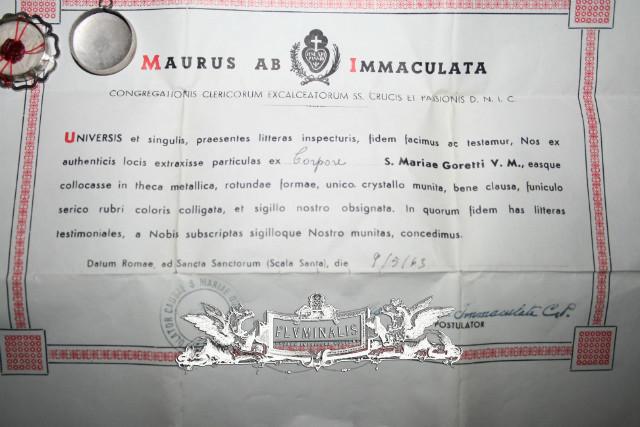 MAURUS AB IMMACULATA
CONGREGATIONIS CLERICORUM EXCALCEATORUM SS. CRUCIS ET PASSIONIS D. N. I. C.
UNIVERSIS et singulis, praesentes litteras inspecturis, fidem facimus ac testamur, Nos ex
authenticis locis extraxisse particulas ex Corpore S. Mariae Goretti V. M., easque
collocasse in theca metallica, rotundae formae, unico crystallo munita, bene clausa, funiculo
serico rubri coloris colligata, et sigillo nostro obsignata. In quorum fidem has litteras
testimoniales, a Nobis subscriptas sigilloque Nostro munitas, concedimus.
Datum Romae, ad Sancta Sanctorum (Scala Santa), die 9/5/63
FLVMINALIS
Immaculata C.P.
POSTULATOR